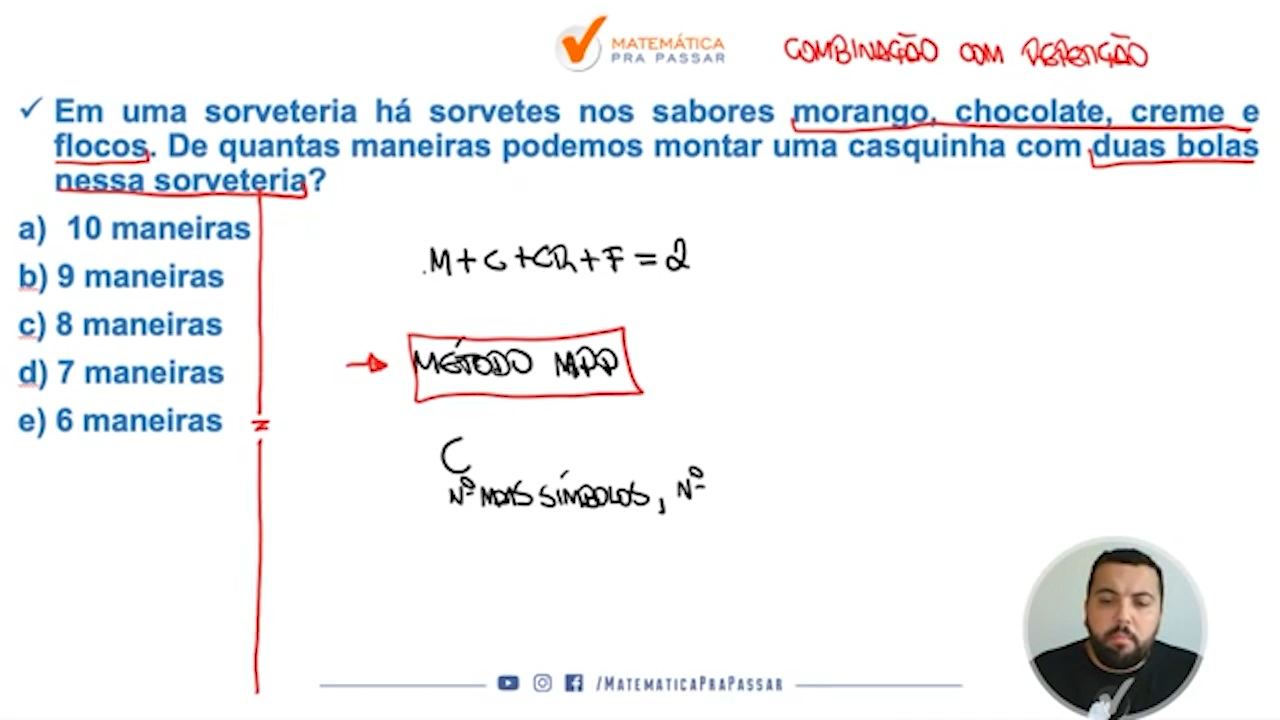 MATEMÁTICA
PRA PASSAR
COMBINAÇÃO COM REPETIÇÃO
✓ Em uma sorveteria há sorvetes nos sabores morango, chocolate, creme e
flocos. De quantas maneiras podemos montar uma casquinha com duas bolas
nessa sorveteria?
a) 10 maneiras
b) 9 maneiras
c) 8 maneiras
d) 7 maneiras
e) 6 maneiras
M + C + CR + F = 2
MÉTODO MPP
C
Nº MAIS SÍMBOLOS, Nº
/MATEMATICAPRAPASSAR